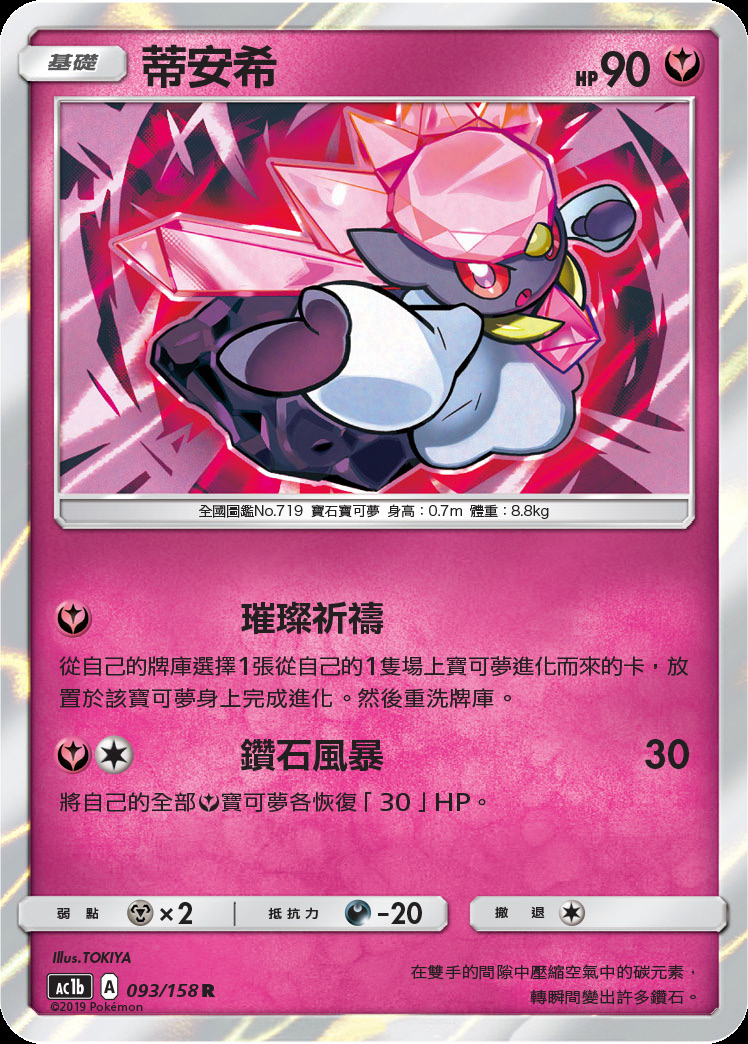 基礎 蒂安希 HP 90
全國圖鑑No.719 寶石寶可夢 身高：0.7m 體重：8.8kg
璀璨祈禱
從自己的牌庫選擇1張從自己的1隻場上寶可夢進化而來的卡，放
置於該寶可夢身上完成進化。然後重洗牌庫。
鑽石風暴 30
將自己的全部寶可夢各恢復「30」HP。
弱點 ×2 抵抗力 -20 撤退
Illus.TOKIYA
AC1b A 093/158 R
©2019 Pokémon
在雙手的間隙中壓縮空氣中的碳元素，
轉瞬間變出許多鑽石。